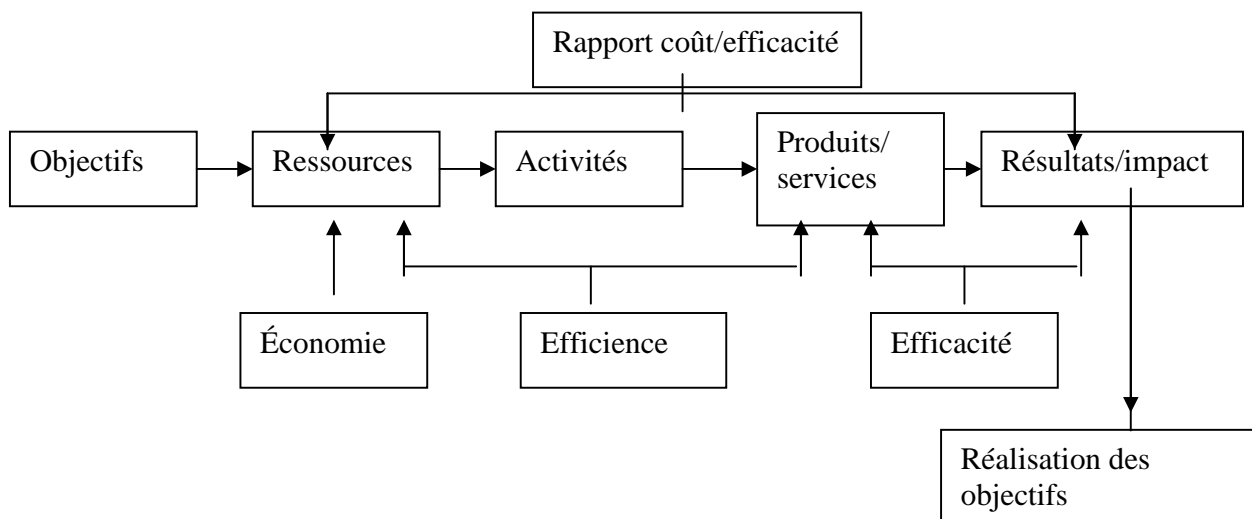 Rapport coût/efficacité
Objectifs
Ressources
Activités
Produits/
services
Résultats/impact
Économie
Efficience
Efficacité
Réalisation des
objectifs